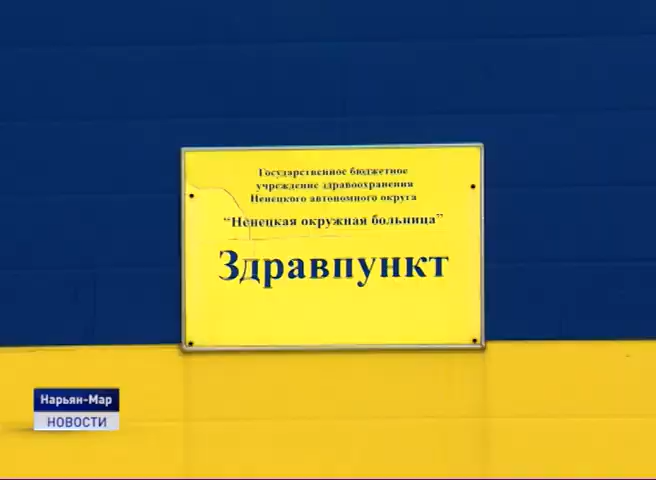 Государственное бюджетное
учреждение здравоохранения
Ненецкого автономного округа
“Ненецкая окружная больница”
Здравпункт
Нарьян-Мар
НОВОСТИ